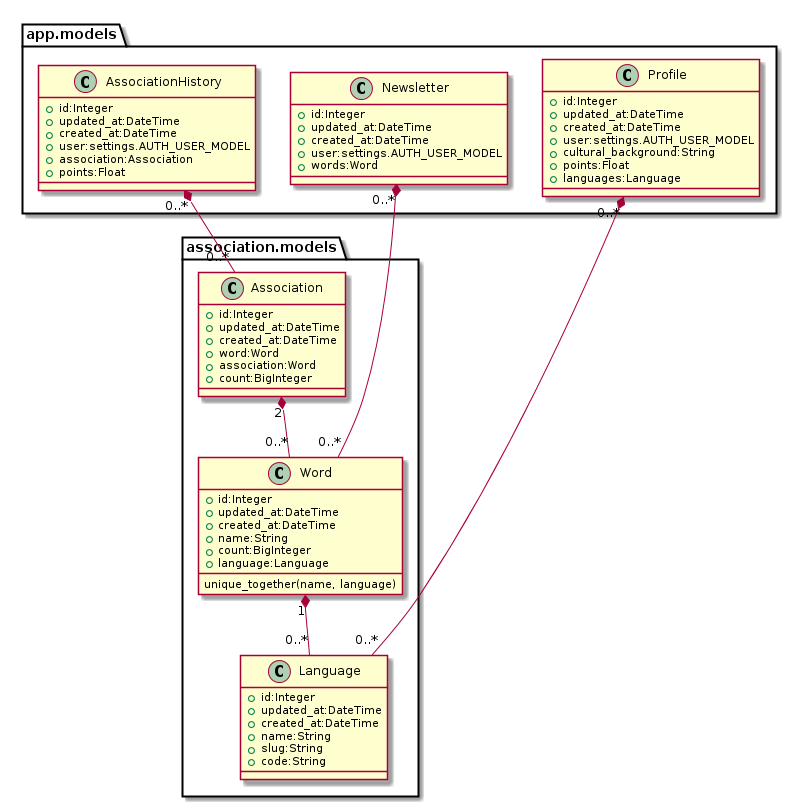 app.models
C AssociationHistory
id:Integer
updated_at:DateTime
created_at:DateTime
user:settings.AUTH_USER_MODEL
association:Association
points:Float
C Newsletter
id:Integer
updated_at:DateTime
created_at:DateTime
user:settings.AUTH_USER_MODEL
words:Word
C Profile
id:Integer
updated_at:DateTime
created_at:DateTime
user:settings.AUTH_USER_MODEL
cultural_background:String
points:Float
languages:Language
0..*
0..*
0..*
association.models
0..*
C Association
id:Integer
updated_at:DateTime
created_at:DateTime
word:Word
association:Word
count:BigInteger
2
0..*
0..*
C Word
id:Integer
updated_at:DateTime
created_at:DateTime
name:String
count:BigInteger
language:Language
unique_together(name, language)
1
0..*
0..*
C Language
id:Integer
updated_at:DateTime
created_at:DateTime
name:String
slug:String
code:String